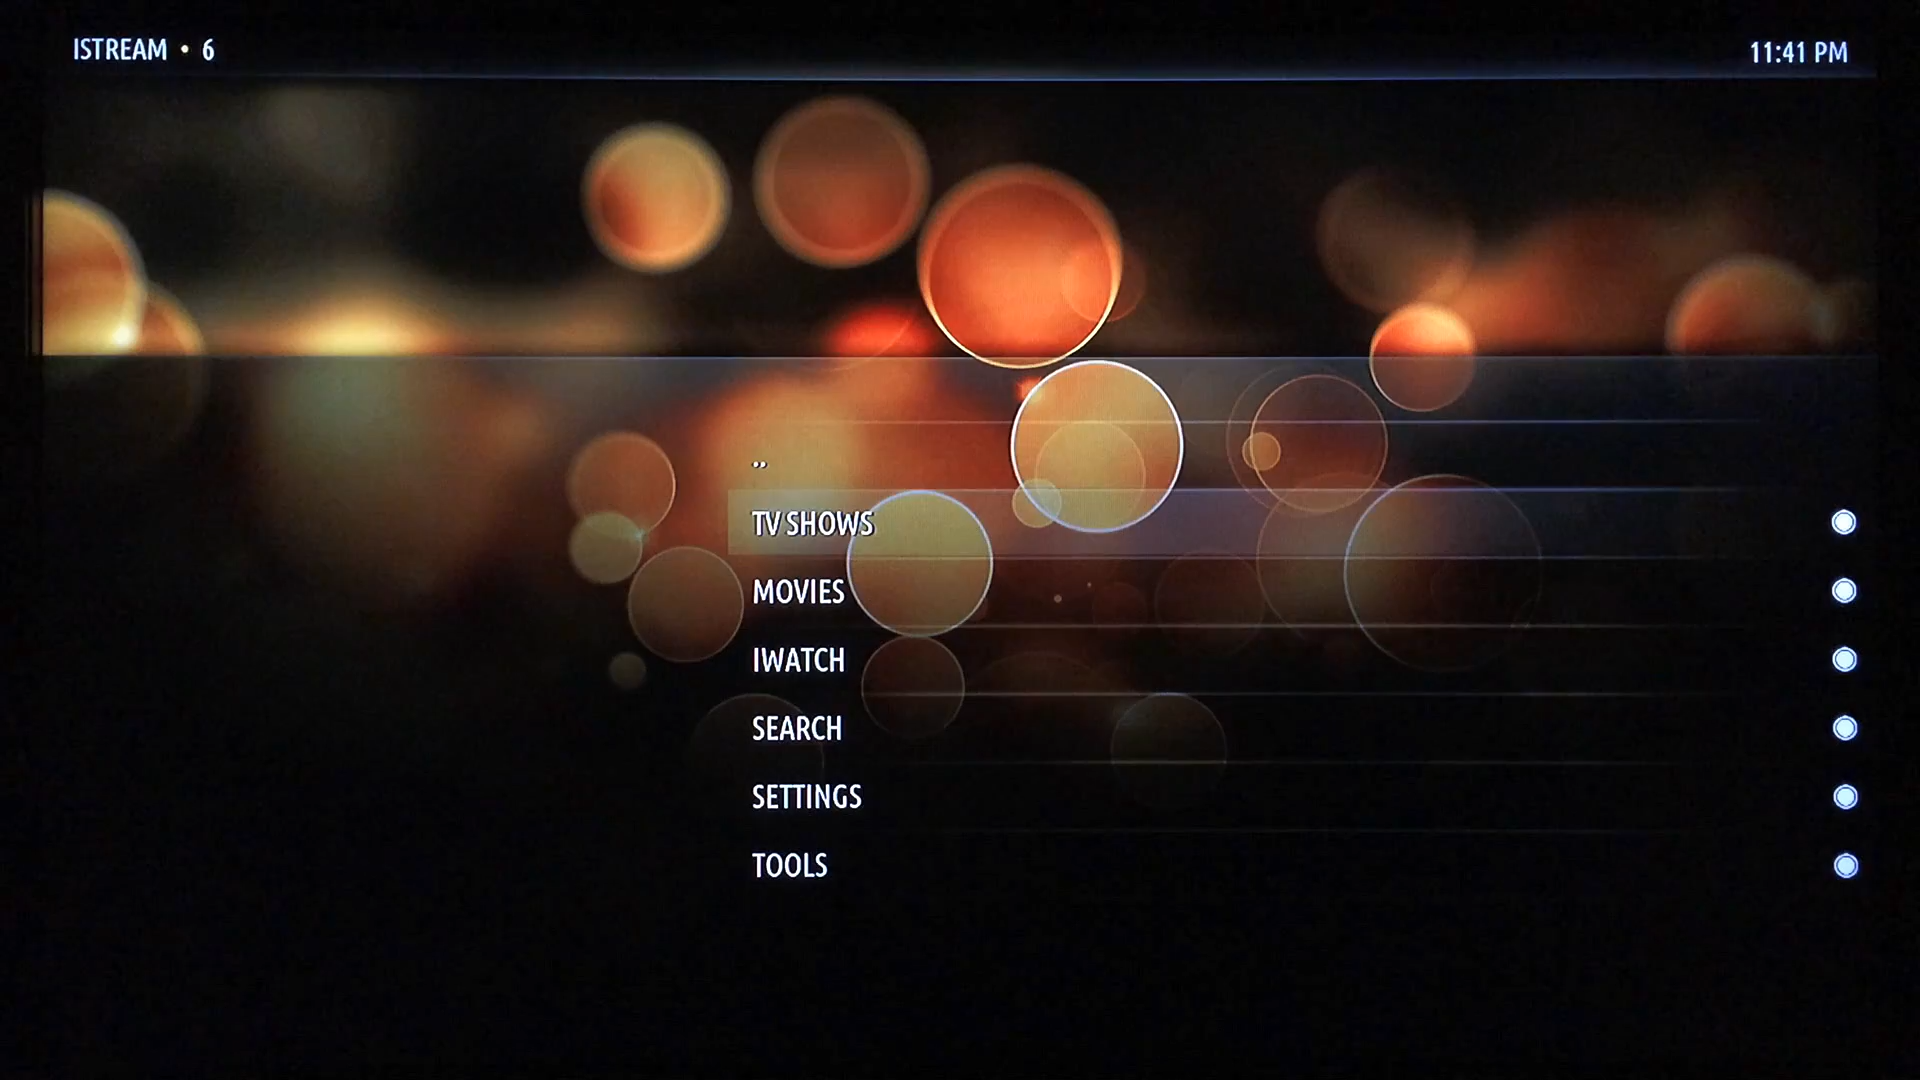 ISTREAM • 6
11:41 PM
..
TV SHOWS
MOVIES
IWATCH
SEARCH
SETTINGS
TOOLS